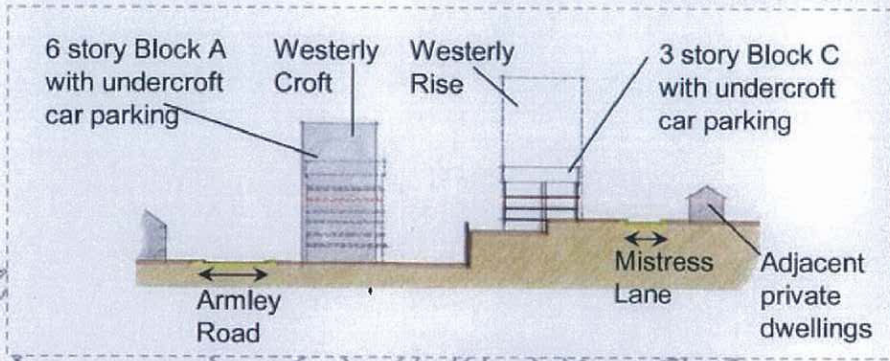 6 story Block A
with undercroft
car parking
Westerly
Croft
Westerly
Rise
3 story Block C
with undercroft
car parking
Armley
Road
Mistress
Lane
Adjacent
private
dwellings